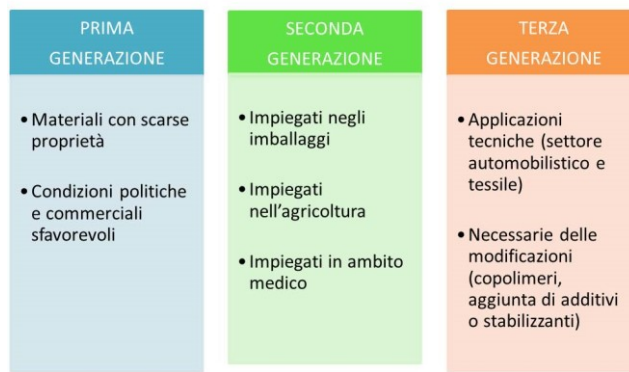 PRIMA
GENERAZIONE
• Materiali con scarse
proprietà
• Condizioni politiche
e commerciali
sfavorevoli
SECONDA
GENERAZIONE
• Impiegati negli
imballaggi
• Impiegati
nell'agricoltura
• Impiegati in ambito
medico
TERZA
GENERAZIONE
• Applicazioni
tecniche (settore
automobilistico e
tessile)
• Necessarie delle
modificazioni
(copolimeri,
aggiunta di additivi
o stabilizzanti)